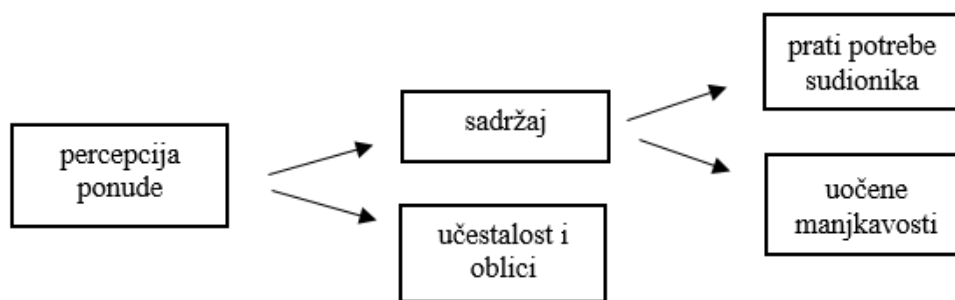 percepcija
ponude
sadržaj
učestalost i
oblici
prati potrebe
sudionika
uočene
manjkavosti